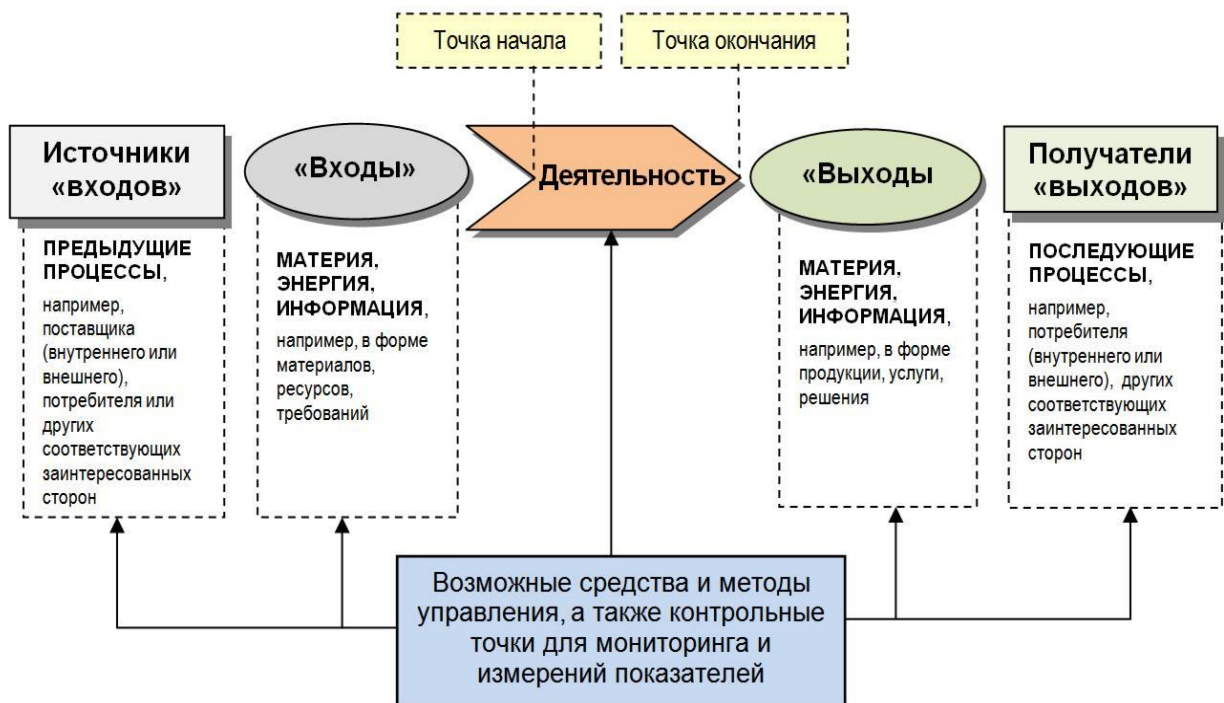 Точка начала
Точка окончания
Источники
«входов»
«Входы»
Деятельность
«Выходы
Получатели
«выходов»
ПРЕДЫДУЩИЕ
ПРОЦЕССЫ,
например,
поставщика
(внутреннего или
внешнего),
потребителя или
других
соответствующих
заинтересованных
сторон
МАТЕРИЯ,
ЭНЕРГИЯ,
ИНФОРМАЦИЯ,
например, в форме
материалов,
ресурсов,
требований
МАТЕРИЯ,
ЭНЕРГИЯ,
ИНФОРМАЦИЯ,
например, в форме
продукции, услуги,
решения
ПОСЛЕДУЮЩИЕ
ПРОЦЕССЫ,
например,
потребителя
(внутреннего или
внешнего), других
соответствующих
заинтересованных
сторон
Возможные средства и методы
управления, а также контрольные
точки для мониторинга и
измерений показателей